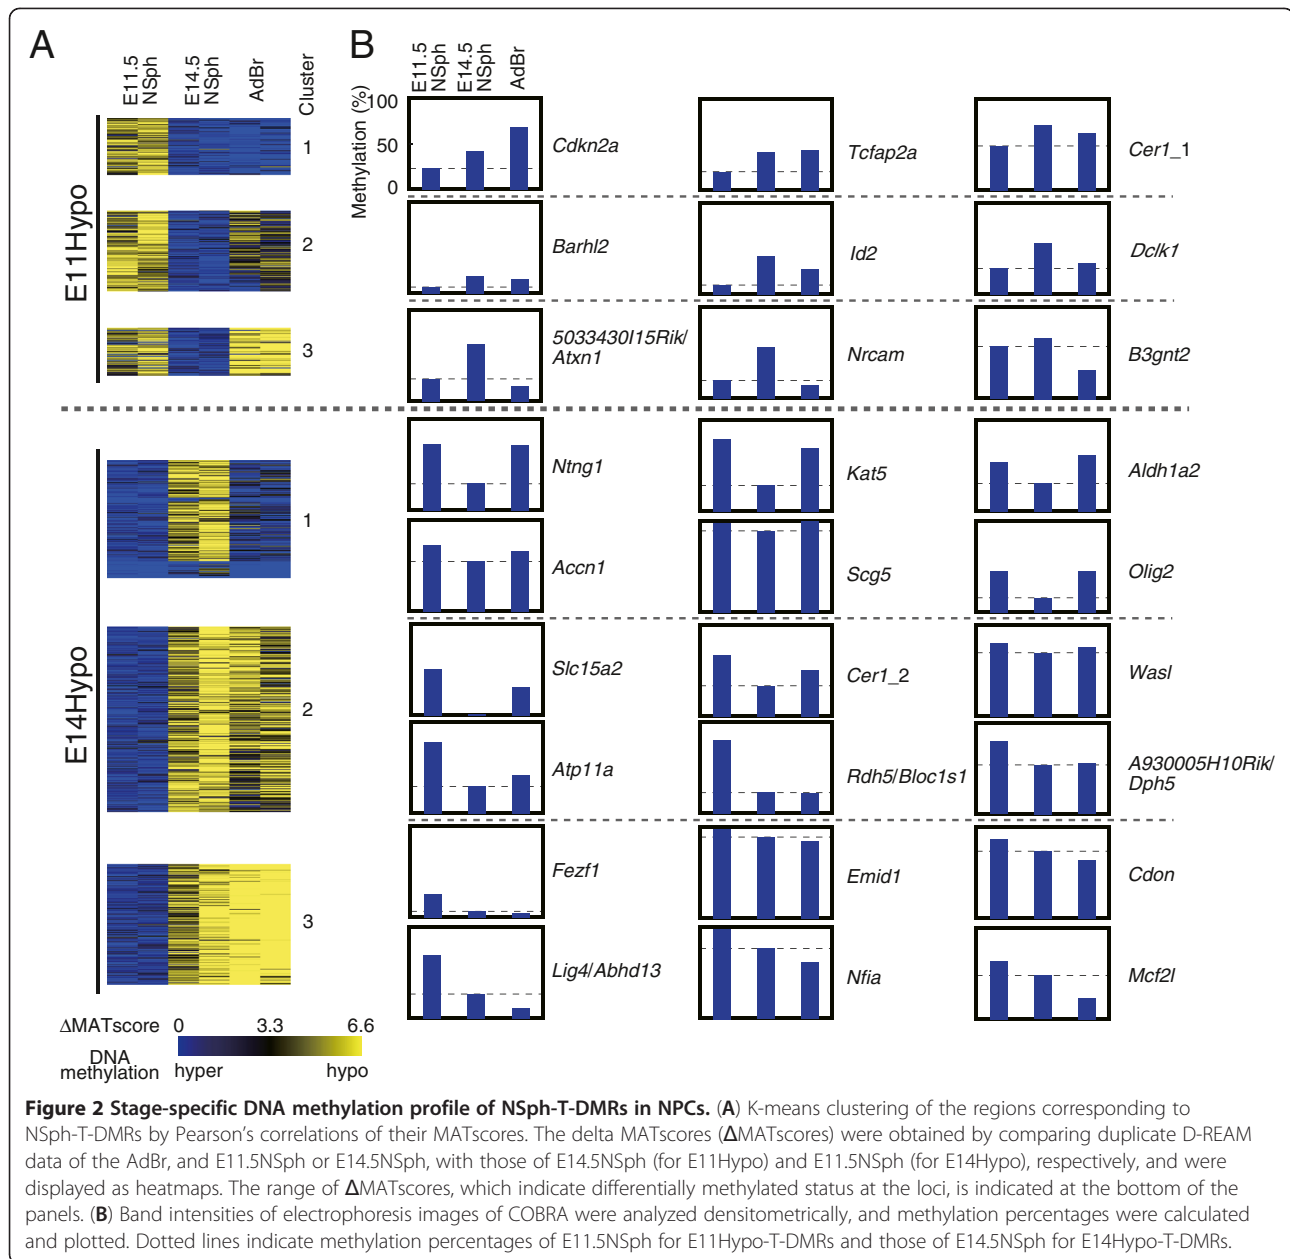 A
B
E11.5 NSph
E14.5 NSph
AdBr
Cluster
E11.5 NSph
E14.5 NSph
AdBr
Methylation (%)
100
50
0
E11Hypo
1
2
3
Cdkn2a
Tcfap2a
Cer1_1
Barhl2
Id2
Dclk1
5033430I15Rik/
Atxn1
Nrcam
B3gnt2
E14Hypo
1
2
3
Ntng1
Kat5
Aldh1a2
Accn1
Scg5
Olig2
Slc15a2
Cer1_2
Wasl
Atp11a
Rdh5/Bloc1s1
A930005H10Rik/
Dph5
Fezf1
Emid1
Cdon
Lig4/Abhd13
Nfia
Mcf2l
ΔMATscore 0 3.3 6.6
DNA methylation
hyper hypo
Figure 2 Stage-specific DNA methylation profile of NSph-T-DMRs in NPCs. (A) K-means clustering of the regions corresponding to
NSph-T-DMRs by Pearson's correlations of their MATscores. The delta MATscores (ΔMATscores) were obtained by comparing duplicate D-REAM
data of the AdBr, and E11.5NSph or E14.5NSph, with those of E14.5NSph (for E11Hypo) and E11.5NSph (for E14Hypo), respectively, and were
displayed as heatmaps. The range of ΔMATscores, which indicate differentially methylated status at the loci, is indicated at the bottom of the
panels. (B) Band intensities of electrophoresis images of COBRA were analyzed densitometrically, and methylation percentages were calculated
and plotted. Dotted lines indicate methylation percentages of E11.5NSph for E11Hypo-T-DMRs and those of E14.5NSph for E14Hypo-T-DMRs.